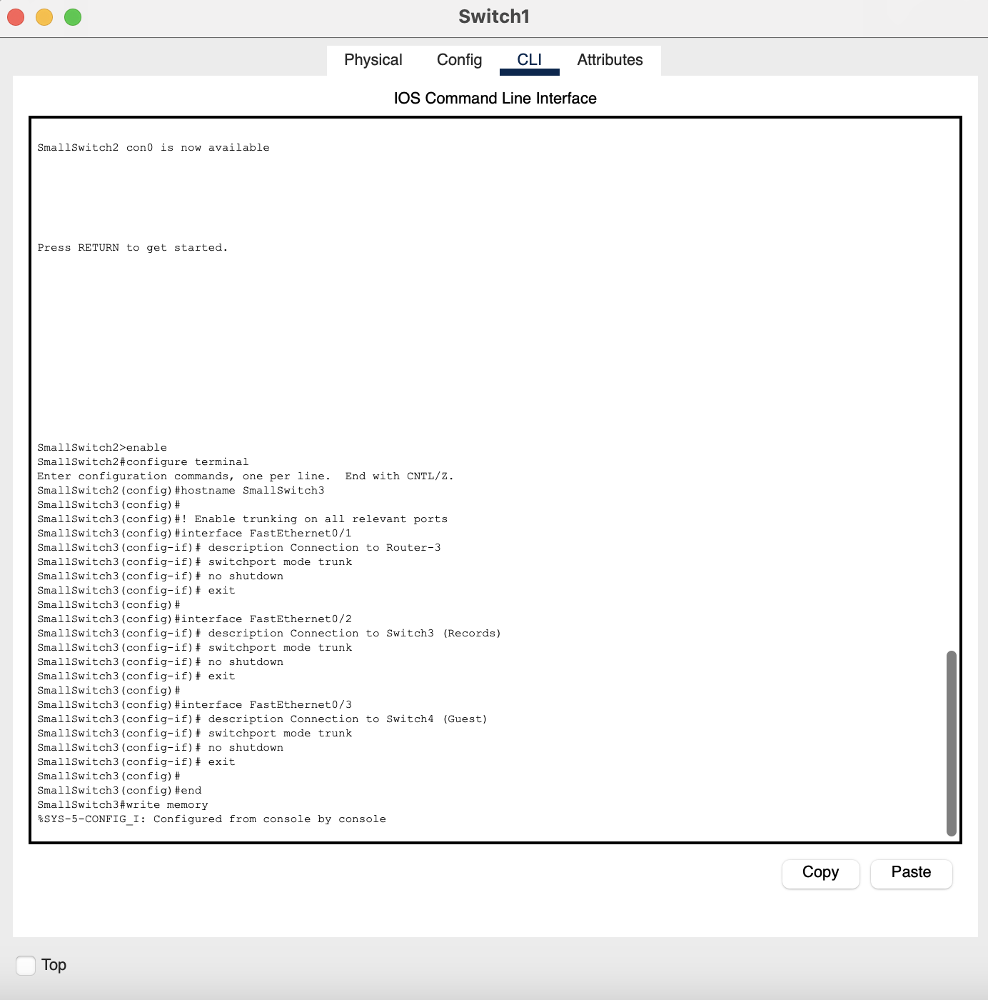 Switch1
Physical Config CLI Attributes
IOS Command Line Interface
SmallSwitch2 con0 is now available
Press RETURN to get started.
SmallSwitch2>enable
SmallSwitch2#configure terminal
Enter configuration commands, one per line.  End with CNTL/Z.
SmallSwitch2(config)#hostname SmallSwitch3
SmallSwitch3(config)#
SmallSwitch3(config)#! Enable trunking on all relevant ports
SmallSwitch3(config)#interface FastEthernet0/1
SmallSwitch3(config-if)# description Connection to Router-3
SmallSwitch3(config-if)# switchport mode trunk
SmallSwitch3(config-if)# no shutdown
SmallSwitch3(config-if)# exit
SmallSwitch3(config)#
SmallSwitch3(config)#interface FastEthernet0/2
SmallSwitch3(config-if)# description Connection to Switch3 (Records)
SmallSwitch3(config-if)# switchport mode trunk
SmallSwitch3(config-if)# no shutdown
SmallSwitch3(config-if)# exit
SmallSwitch3(config)#
SmallSwitch3(config)#interface FastEthernet0/3
SmallSwitch3(config-if)# description Connection to Switch4 (Guest)
SmallSwitch3(config-if)# switchport mode trunk
SmallSwitch3(config-if)# no shutdown
SmallSwitch3(config-if)# exit
SmallSwitch3(config)#
SmallSwitch3(config)#end
SmallSwitch3#write memory
%SYS-5-CONFIG_I: Configured from console by console
Copy Paste
Top